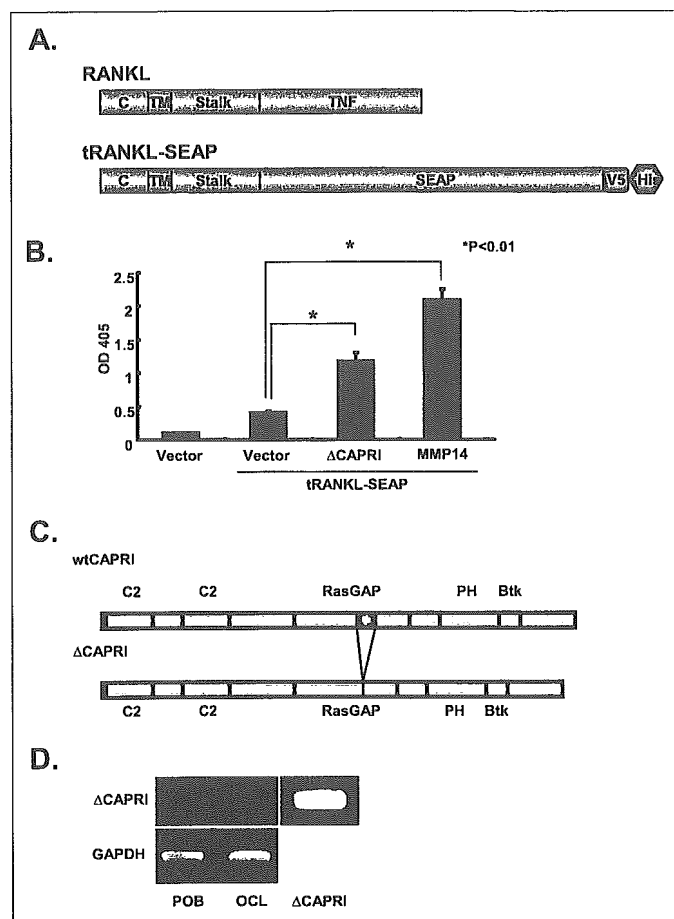 A.
RANKL
C TM Stalk TNF
tRANKL-SEAP
C TM Stalk SEAP V5 His
B.
* *P<0.01
*
2.5
2
1.5
1
0.5
0
OD 405
Vector Vector ΔCAPRI MMP14
tRANKL-SEAP
C.
wtCAPRI
C2 C2 RasGAP PH Btk
ΔCAPRI
C2 C2 RasGAP PH Btk
D.
ΔCAPRI
GAPDH
POB OCL ΔCAPRI